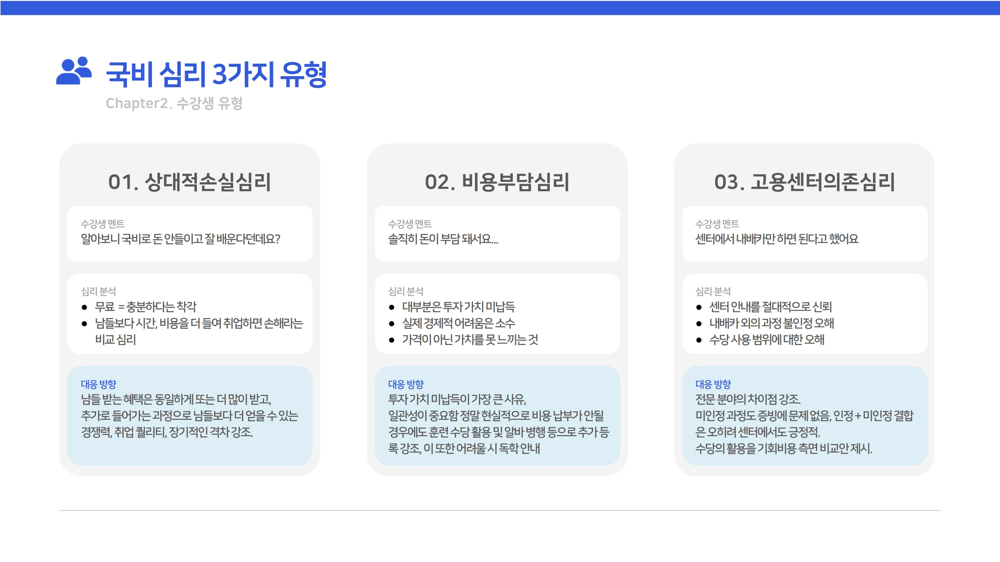 국비 심리 3가지 유형
Chapter2. 수강생 유형
01. 상대적손실심리
수강생 멘트
알아보니 국비로 돈 안들이고 잘 배운다던데요?
심리 분석
● 무료 = 충분하다는 착각
● 남들보다 시간, 비용을 더 들여 취업하면 손해라는
비교 심리
대응 방향
남들 받는 혜택은 동일하게 또는 더 많이 받고,
추가로 들어가는 과정으로 남들보다 더 얻을 수 있는
경쟁력, 취업 퀄리티, 장기적인 격차 강조.
02. 비용부담심리
수강생 멘트
솔직히 돈이 부담 돼서요...
심리 분석
● 대부분은 투자 가치 미납득
● 실제 경제적 어려움은 소수
● 가격이 아닌 가치를 못 느끼는 것
대응 방향
투자 가치 미납득이 가장 큰 사유,
일관성이 중요함 정말 현실적으로 비용 납부가 안될
경우에도 훈련 수당 활용 및 알바 병행 등으로 추가 등
록 강조, 이 또한 어려울 시 독학 안내
03. 고용센터의존심리
수강생 멘트
센터에서 내배카만 하면 된다고 했어요
심리 분석
● 센터 안내를 절대적으로 신뢰
● 내배카 외의 과정 불인정 오해
● 수당 사용 범위에 대한 오해
대응 방향
전문 분야의 차이점 강조.
미인정 과정도 증빙에 문제 없음, 인정 + 미인정 결합
은 오히려 센터에서도 긍정적.
수당의 활용을 기회비용 측면 비교안 제시.